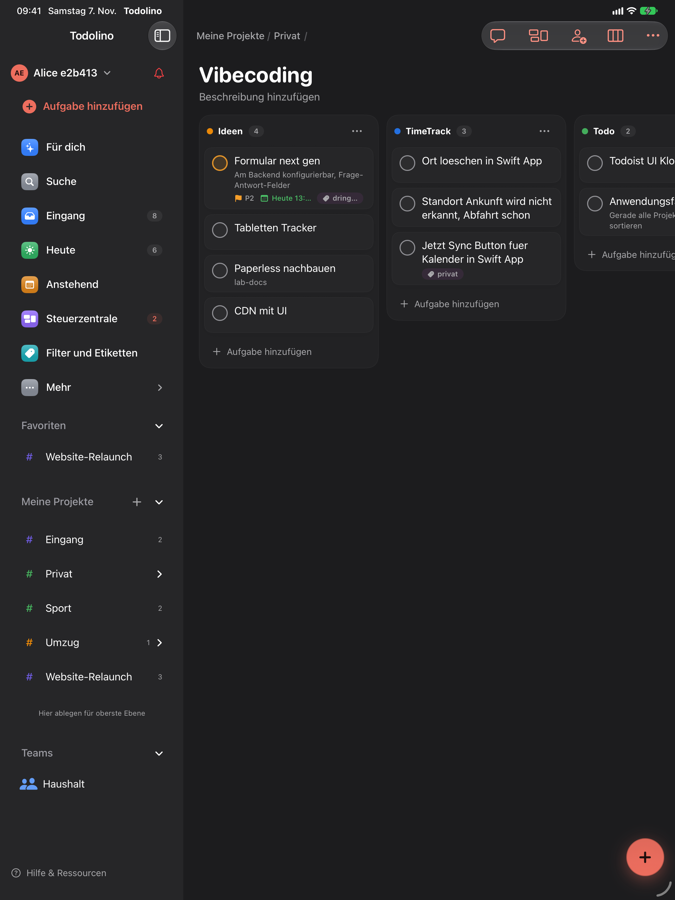 09:41 Samstag 7. Nov. Todolino
Todolino
AE Alice e2b413
Aufgabe hinzufügen
Für dich
Suche
Eingang 8
Heute 6
Anstehend
Steuerzentrale 2
Filter und Etiketten
Mehr
Favoriten
# Website-Relaunch 3
Meine Projekte
# Eingang 2
# Privat
# Sport 2
# Umzug 1
# Website-Relaunch 3
Hier ablegen für oberste Ebene
Teams
Haushalt
Hilfe & Ressourcen
Meine Projekte / Privat /
Vibecoding
Beschreibung hinzufügen
Ideen 4
Formular next gen
Am Backend konfigurierbar, Frage-
Antwort-Felder
P2 Heute 13:... dring...
Tabletten Tracker
Paperless nachbauen
lab-docs
CDN mit UI
Aufgabe hinzufügen
TimeTrack 3
Ort loeschen in Swift App
Standort Ankunft wird nicht
erkannt, Abfahrt schon
Jetzt Sync Button fuer
Kalender in Swift App
privat
Aufgabe hinzufügen
Todo 2
Todoist UI Klo
Anwendungsf
Gerade alle Projek
sortieren
Aufgabe hinzufüg